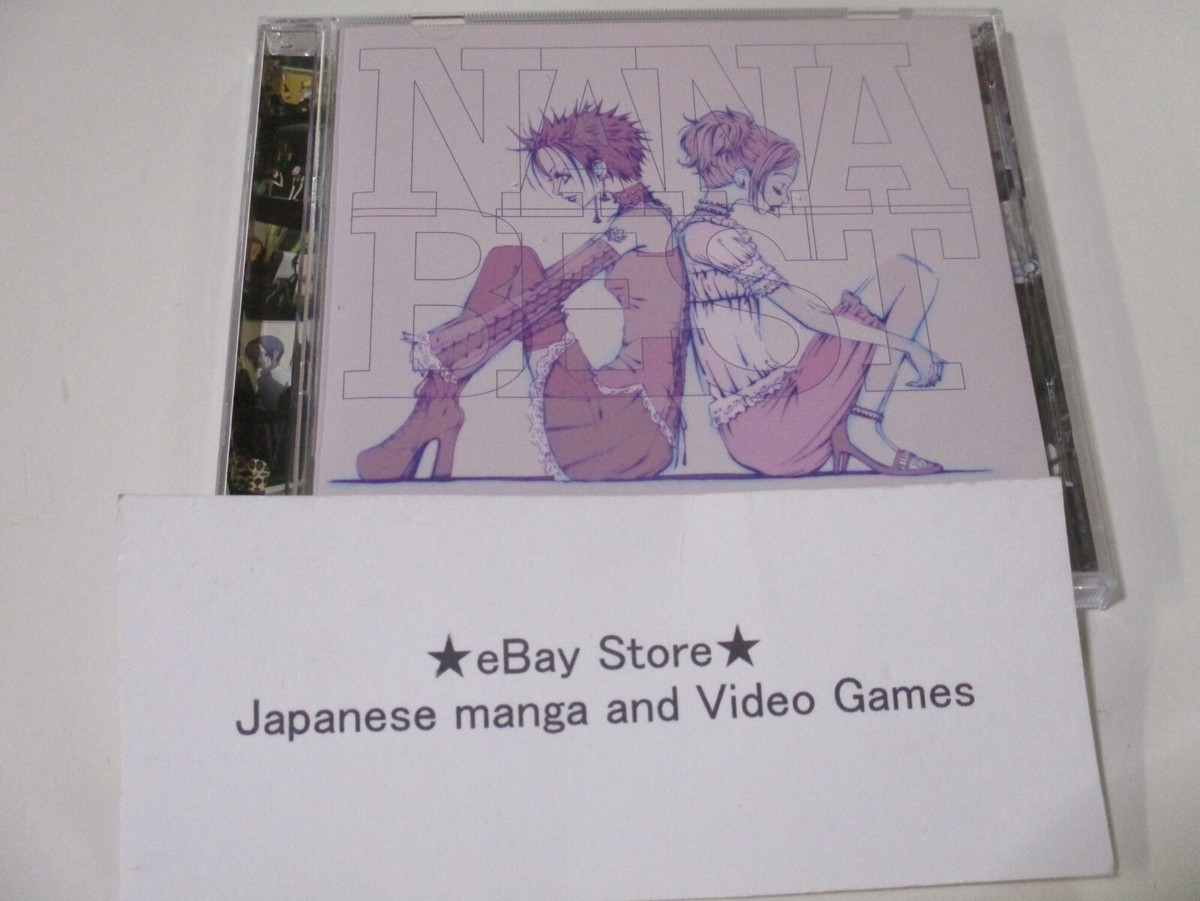 NANA
BEST
★eBay Store★
Japanese manga and Video Games